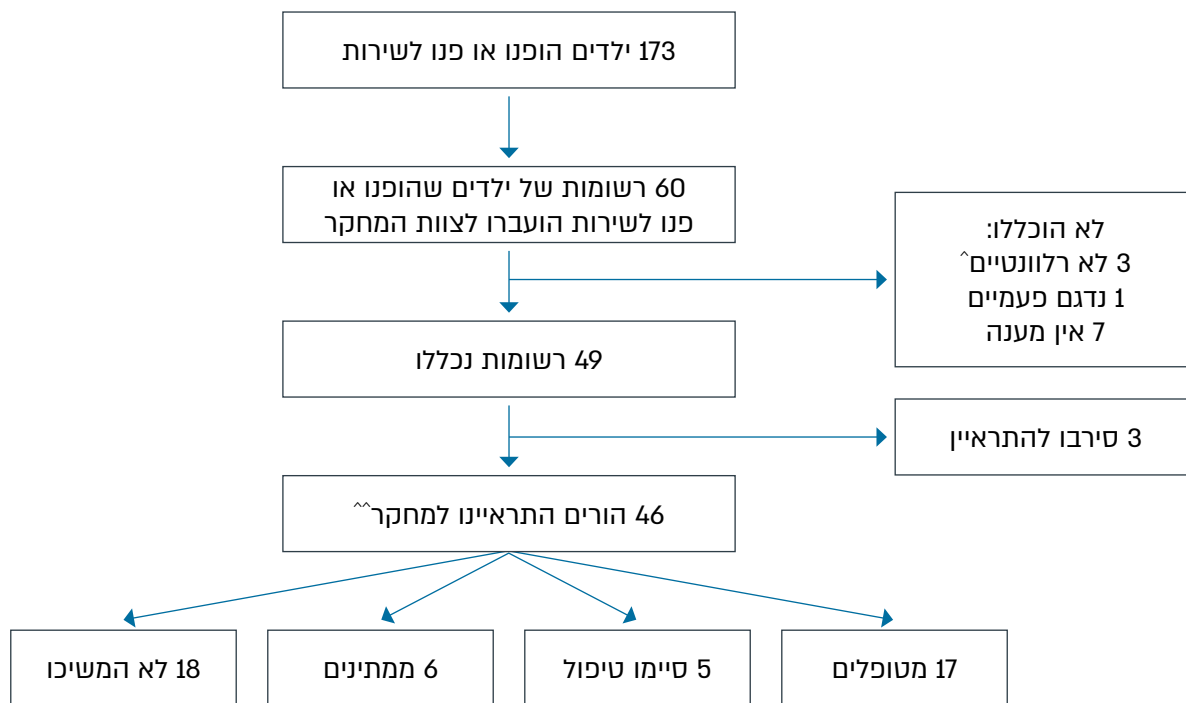 173 ילדים הופנו או פנו לשירות
60 רשומות של ילדים שהופנו או
פנו לשירות הועברו לצוות המחקר
לא הוכללו:
3 לא רלוונטיים^
1 נדגם פעמיים
7 אין מענה
49 רשומות נכללו
3 סירבו להתראיין
46 הורים התראיינו למחקר^^
17 מטופלים
5 סיימו טיפול
6 ממתינים
18 לא המשיכו